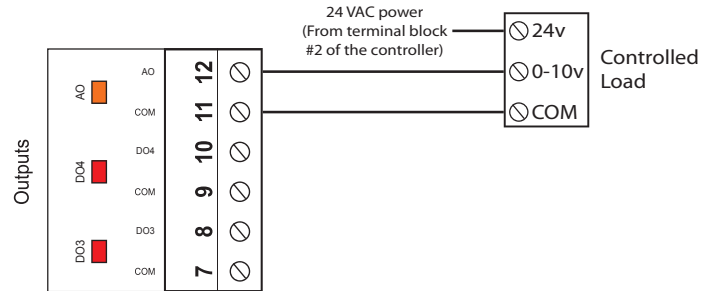 24 VAC power
(From terminal block
#2 of the controller)
24v
0-10v
COM
Controlled
Load
Outputs
AO
DO4
DO3
AO 12
COM 11
DO4 10
COM 9
DO3 8
COM 7